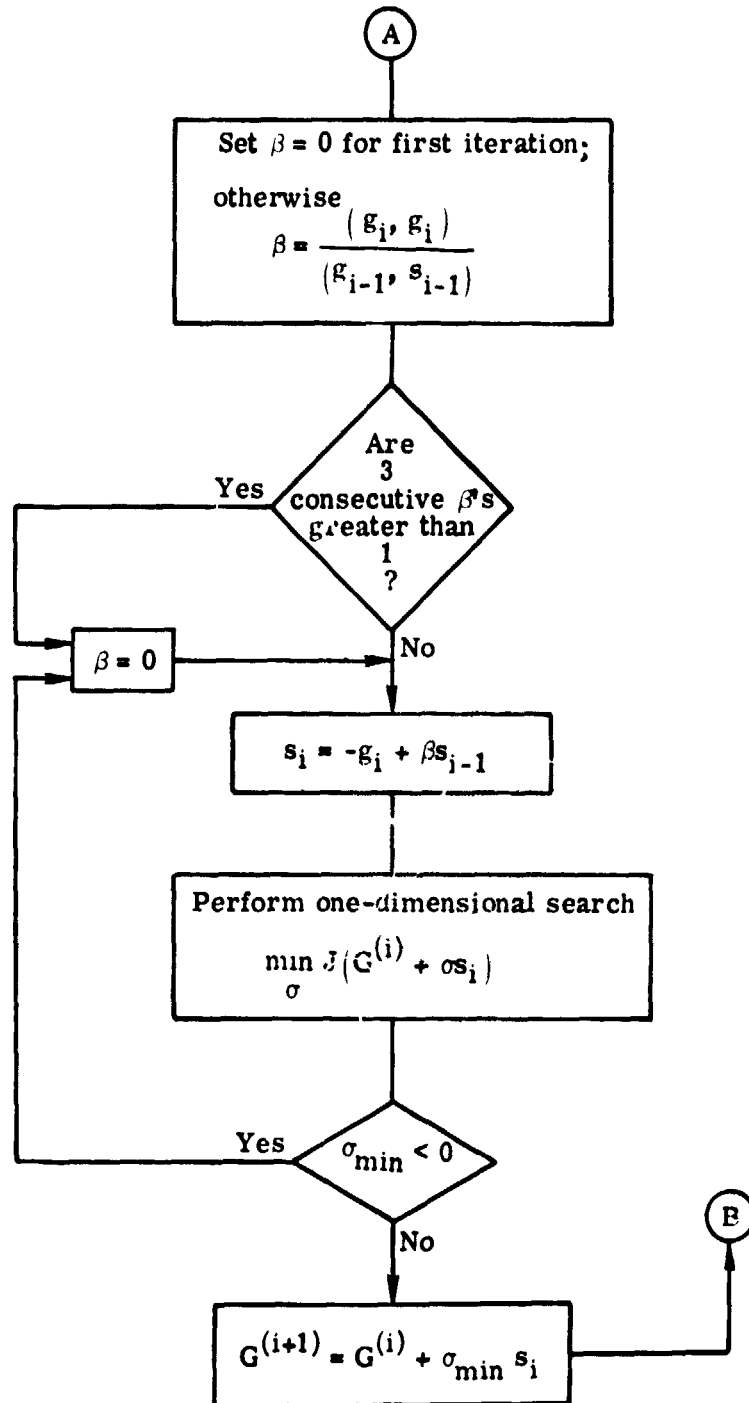 A
Set β = 0 for first iteration;
otherwise
β = (g_i, g_i) / (g_{i-1}, s_{i-1})
Are
3
consecutive β's
greater than
1
?
Yes
No
β = 0
s_i = -g_i + βs_{i-1}
Perform one-dimensional search
min_σ J(G^{(i)} + σs_i)
σ_min < 0
Yes
No
B
G^{(i+1)} = G^{(i)} + σ_min s_i